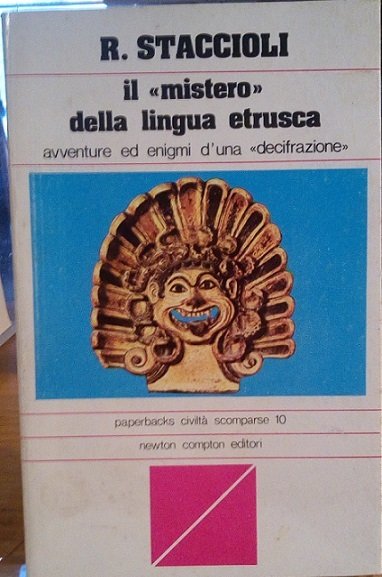 R. STACCIOLI
il «mistero»
della lingua etrusca
avventure ed enigmi d'una «decifrazione»
paperbacks civiltà scomparse 10
newton compton editori